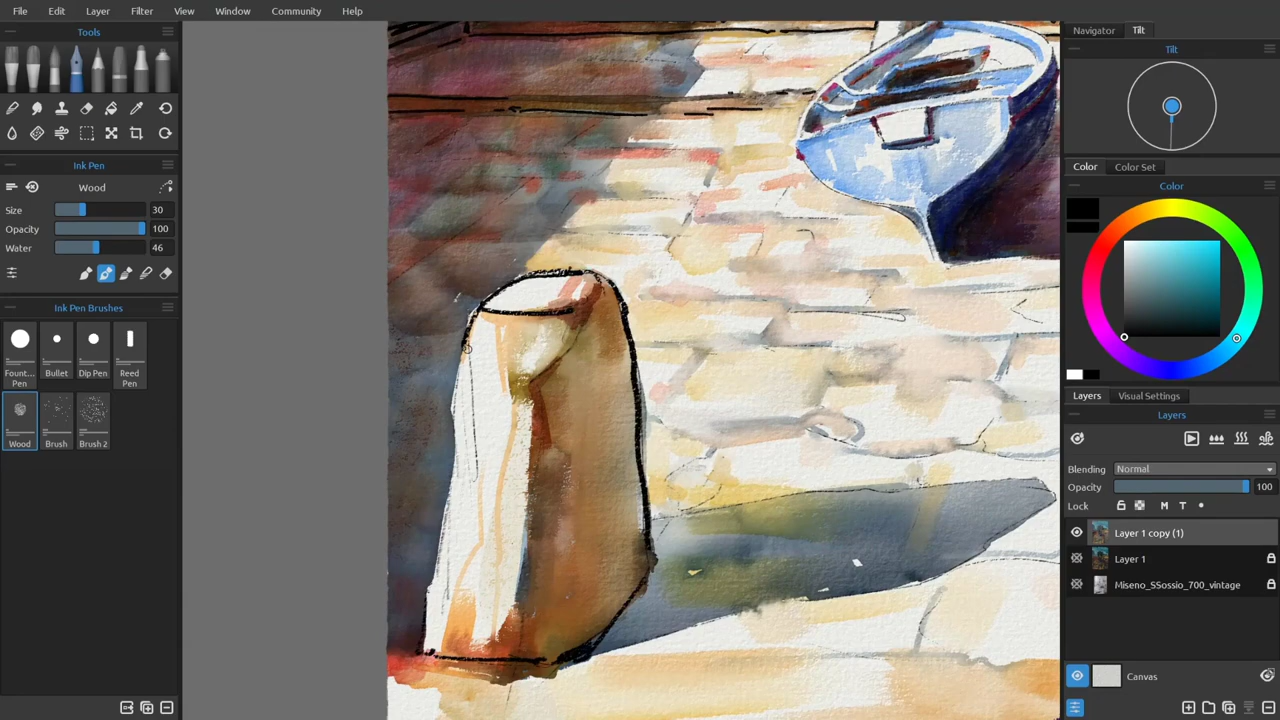 File Edit Layer Filter View Window Community Help
Tools
Ink Pen
Wood
Size 30
Opacity 100
Water 46
Ink Pen Brushes
Fount... Pen
Bullet
Dip Pen
Reed Pen
Wood
Brush
Brush 2
Navigator Tilt
Tilt
Color Color Set
Color
Layers Visual Settings
Layers
Blending Normal
Opacity 100
Lock M T
Layer 1 copy (1)
Layer 1
Miseno_SSossio_700_vintage
Canvas